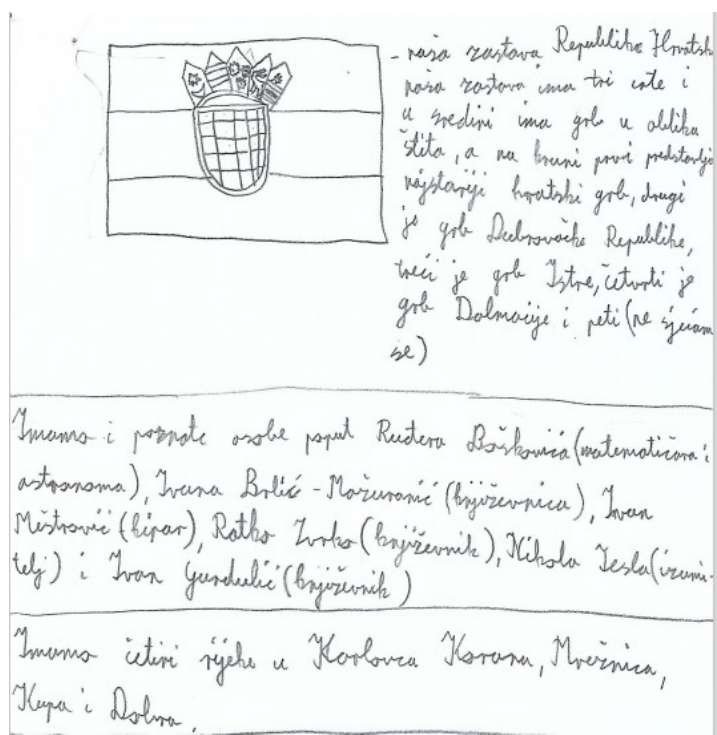 - naša zastava Republike Hrvatske
naša zastava ima tri crte i
u sredini ima grb u obliku
štita, a na kruni prvi predstavlja
najstariji hrvatski grb, drugi
je grb Dubrovačke Republike,
treći je grb Istre, četvrti je
grb Dalmacije i peti (ne sjećam
se)
Imamo i poznate osobe poput Ruđera Boškovića (matematičara i
astronoma), Ivana Brlić - Mažuranić (književnica), Ivan
Meštrović (kipar), Ratko Zvrko (književnik), Nikola Tesla (izumi-
telj) i Ivan Gundulić (književnik)
Imamo četiri rijeke u Karlovca Korana, Mrežnica,
Kupa i Dobra.